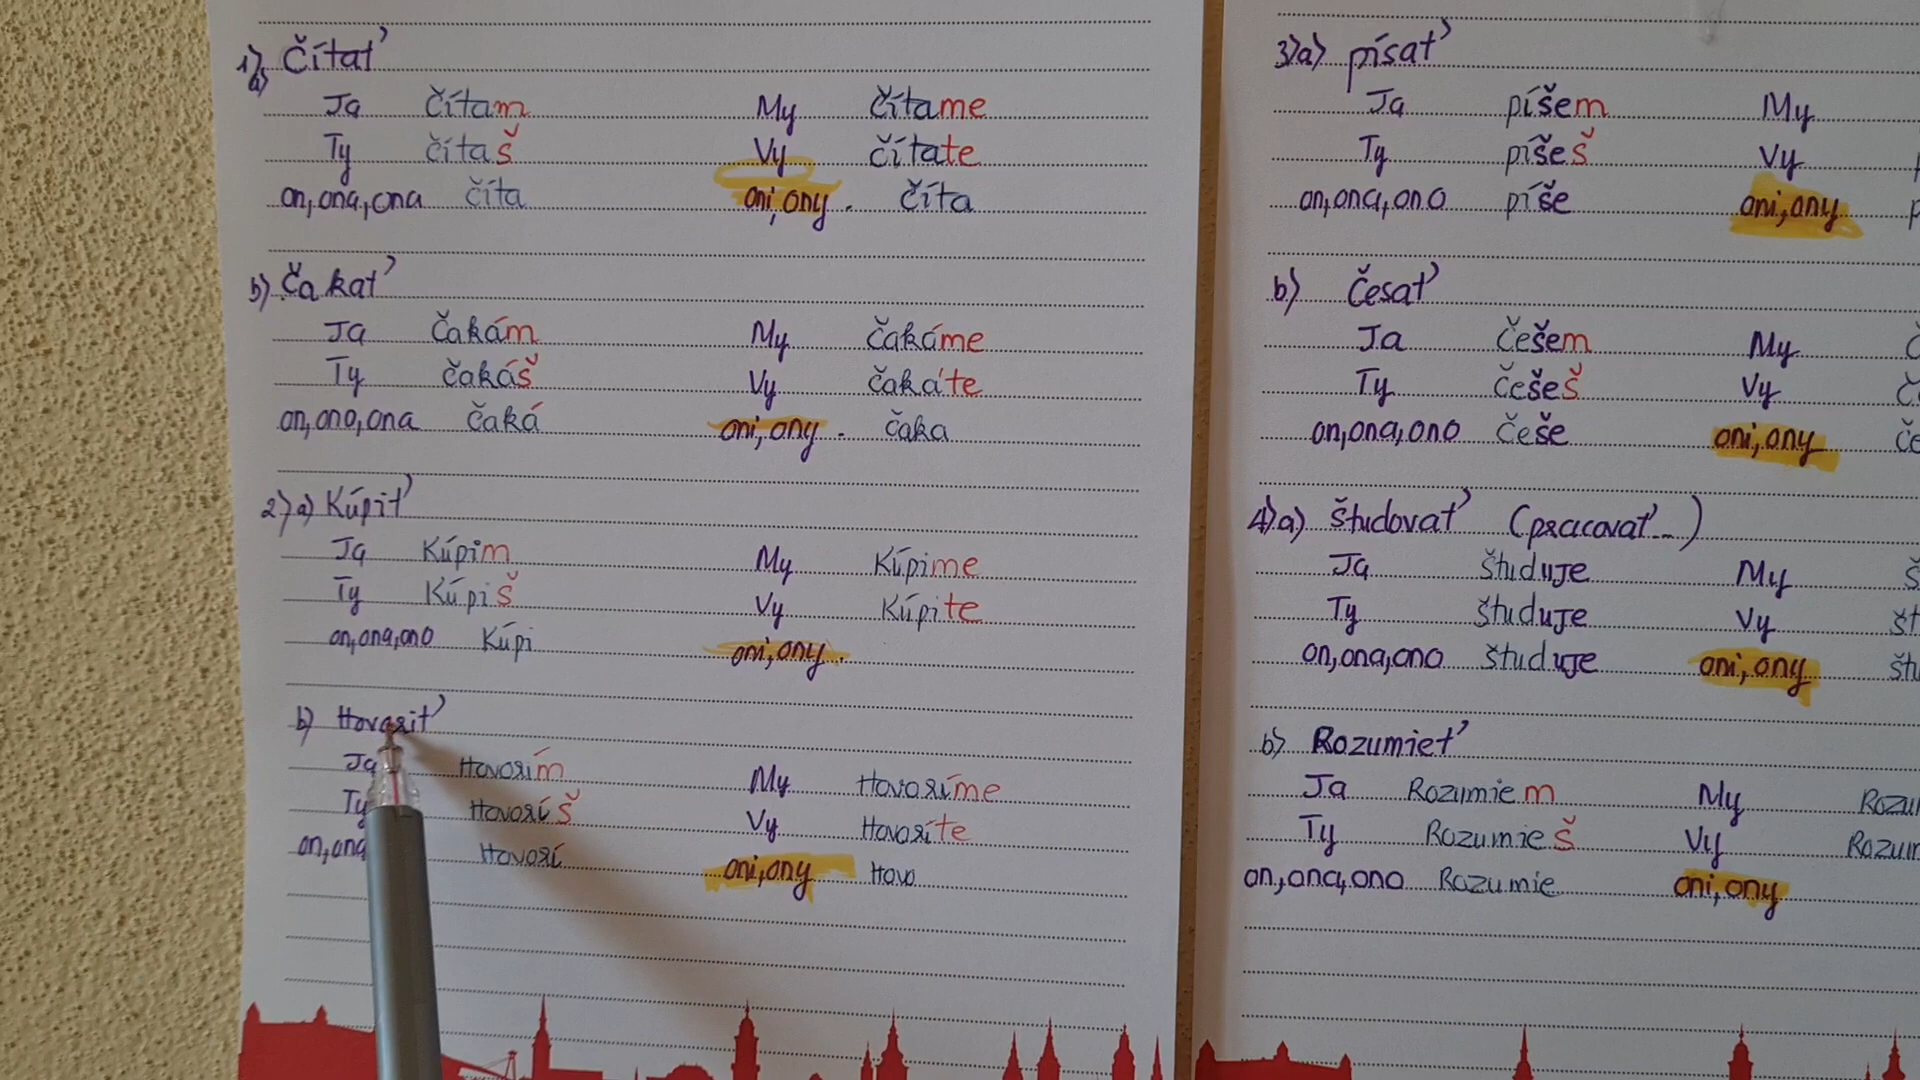 1) a) Čítať
Ja čítam My čítame
Ty čítaš Vy čítate
on, ona, ona číta oni, ony číta
b) Čakať
Ja čakám My čakáme
Ty čakáš Vy čakáte
on, ono, ona čaká oni, ony čaka
2) a) Kúpiť
Ja Kúpim My Kúpime
Ty Kúpiš Vy Kúpite
on, ona, ono Kúpi oni, ony
b) Hovoriť
Ja Hovorím My Hovoríme
Ty Hovoríš Vy Hovoríte
on, ona Hovorí oni, ony Hovo
3) a) písať
Ja píšem My
Ty píšeš Vy
on, ona, ono píše oni, ony
b) Česať
Ja Češem My
Ty Češeš Vy
on, ona, ono Češe oni, ony
4) a) študovať (pracovať...)
Ja študuje My
Ty študuje Vy
on, ona, ono študuje oni, ony
b) Rozumieť
Ja Rozumiem My
Ty Rozumieš Vy
on, ona, ono Rozumie oni, ony